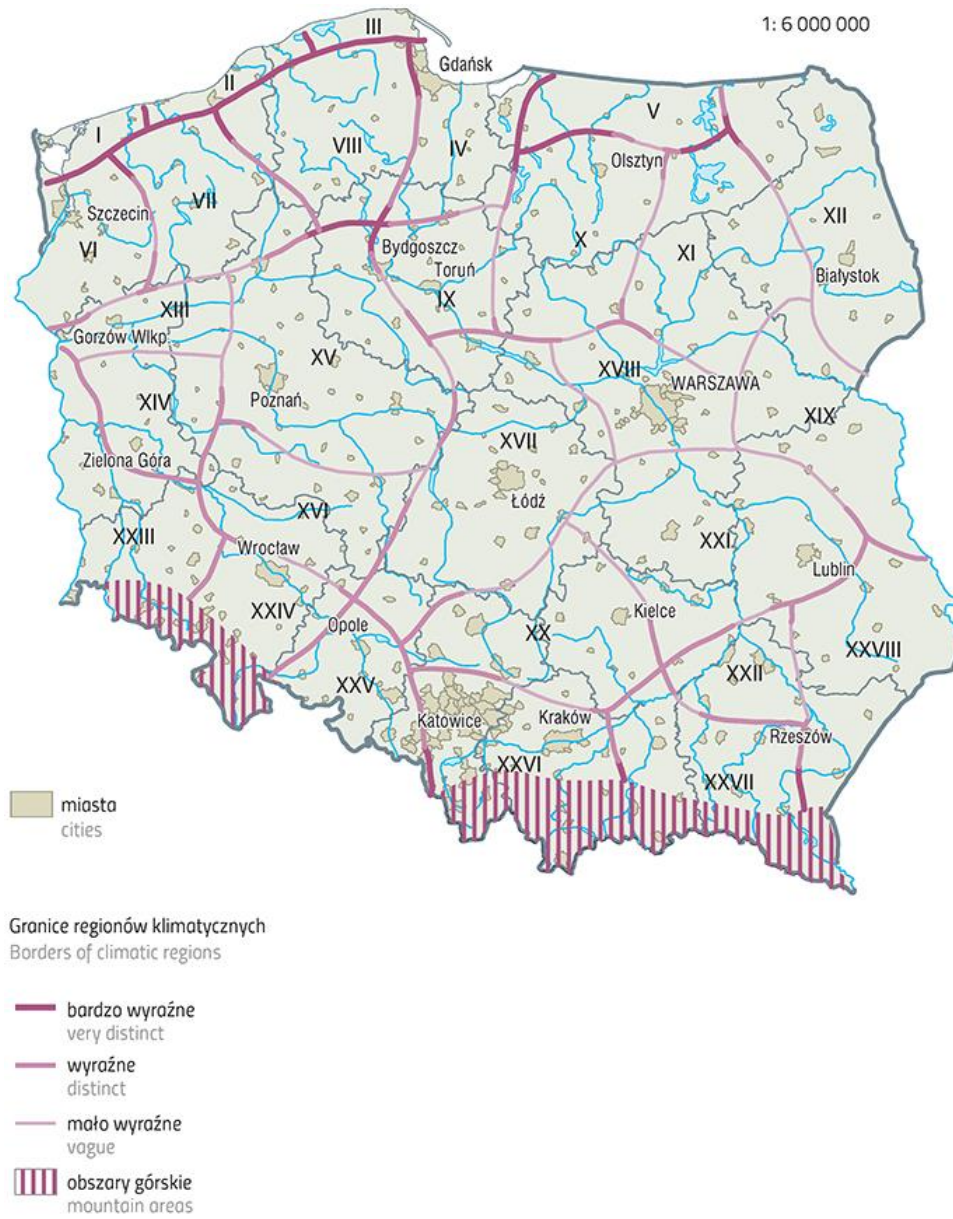 1: 6 000 000
III
Gdańsk
II
I
V
IV
VIII
Olsztyn
VII
Szczecin
XII
VI
Bydgoszcz
X
XI
Toruń
Białystok
IX
XIII
Gorzów Wlkp.
XV
XVIII
WARSZAWA
XIV
Poznań
XIX
XVII
Zielona Góra
Łódź
XVI
XXIII
XXI
Wrocław
Lublin
XXIV
Kielce
Opole
XX
XXVIII
XXII
XXV
Katowice
Kraków
Rzeszów
XXVI
XXVII
miasta
cities
Granice regionów klimatycznych
Borders of climatic regions
bardzo wyraźne
very distinct
wyraźne
distinct
mało wyraźne
vague
obszary górskie
mountain areas